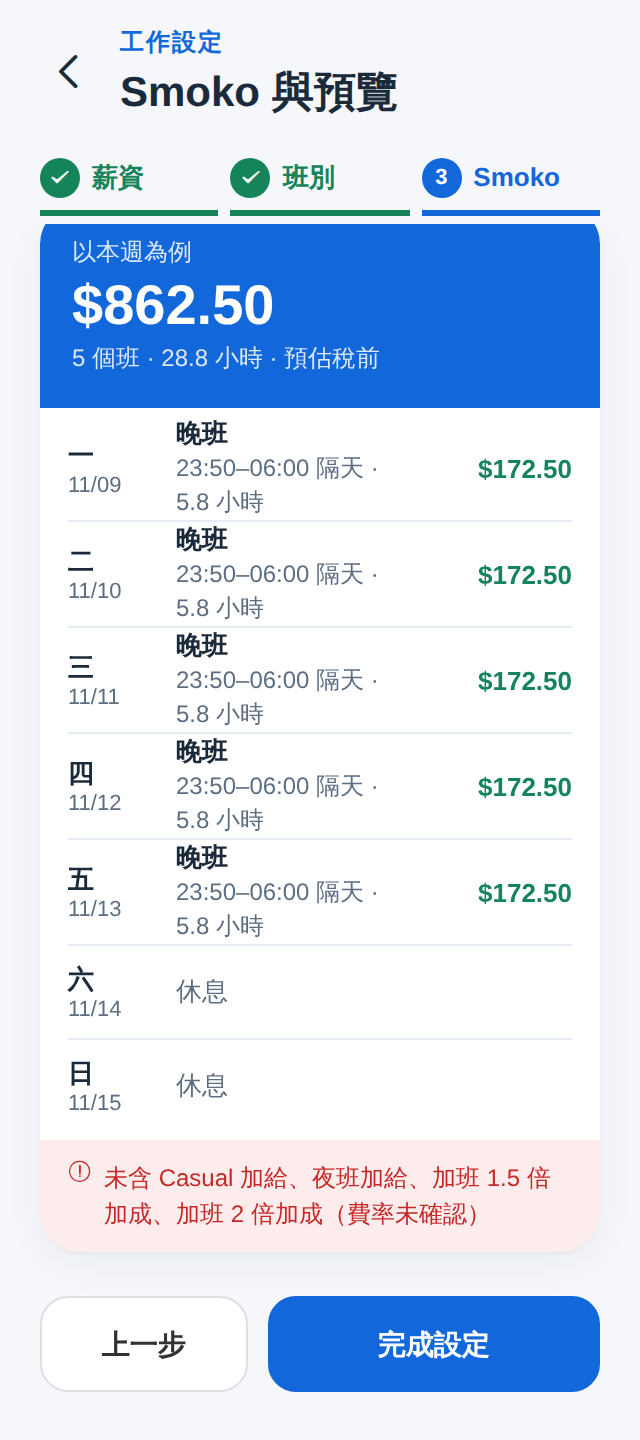 工作設定
Smoko 與預覽
薪資
班別
3 Smoko
以本週為例
$862.50
5 個班 · 28.8 小時 · 預估稅前
一
11/09
晚班
23:50–06:00 隔天 ·
5.8 小時
$172.50
二
11/10
晚班
23:50–06:00 隔天 ·
5.8 小時
$172.50
三
11/11
晚班
23:50–06:00 隔天 ·
5.8 小時
$172.50
四
11/12
晚班
23:50–06:00 隔天 ·
5.8 小時
$172.50
五
11/13
晚班
23:50–06:00 隔天 ·
5.8 小時
$172.50
六
11/14
休息
日
11/15
休息
未含 Casual 加給、夜班加給、加班 1.5 倍
加成、加班 2 倍加成（費率未確認）
上一步
完成設定